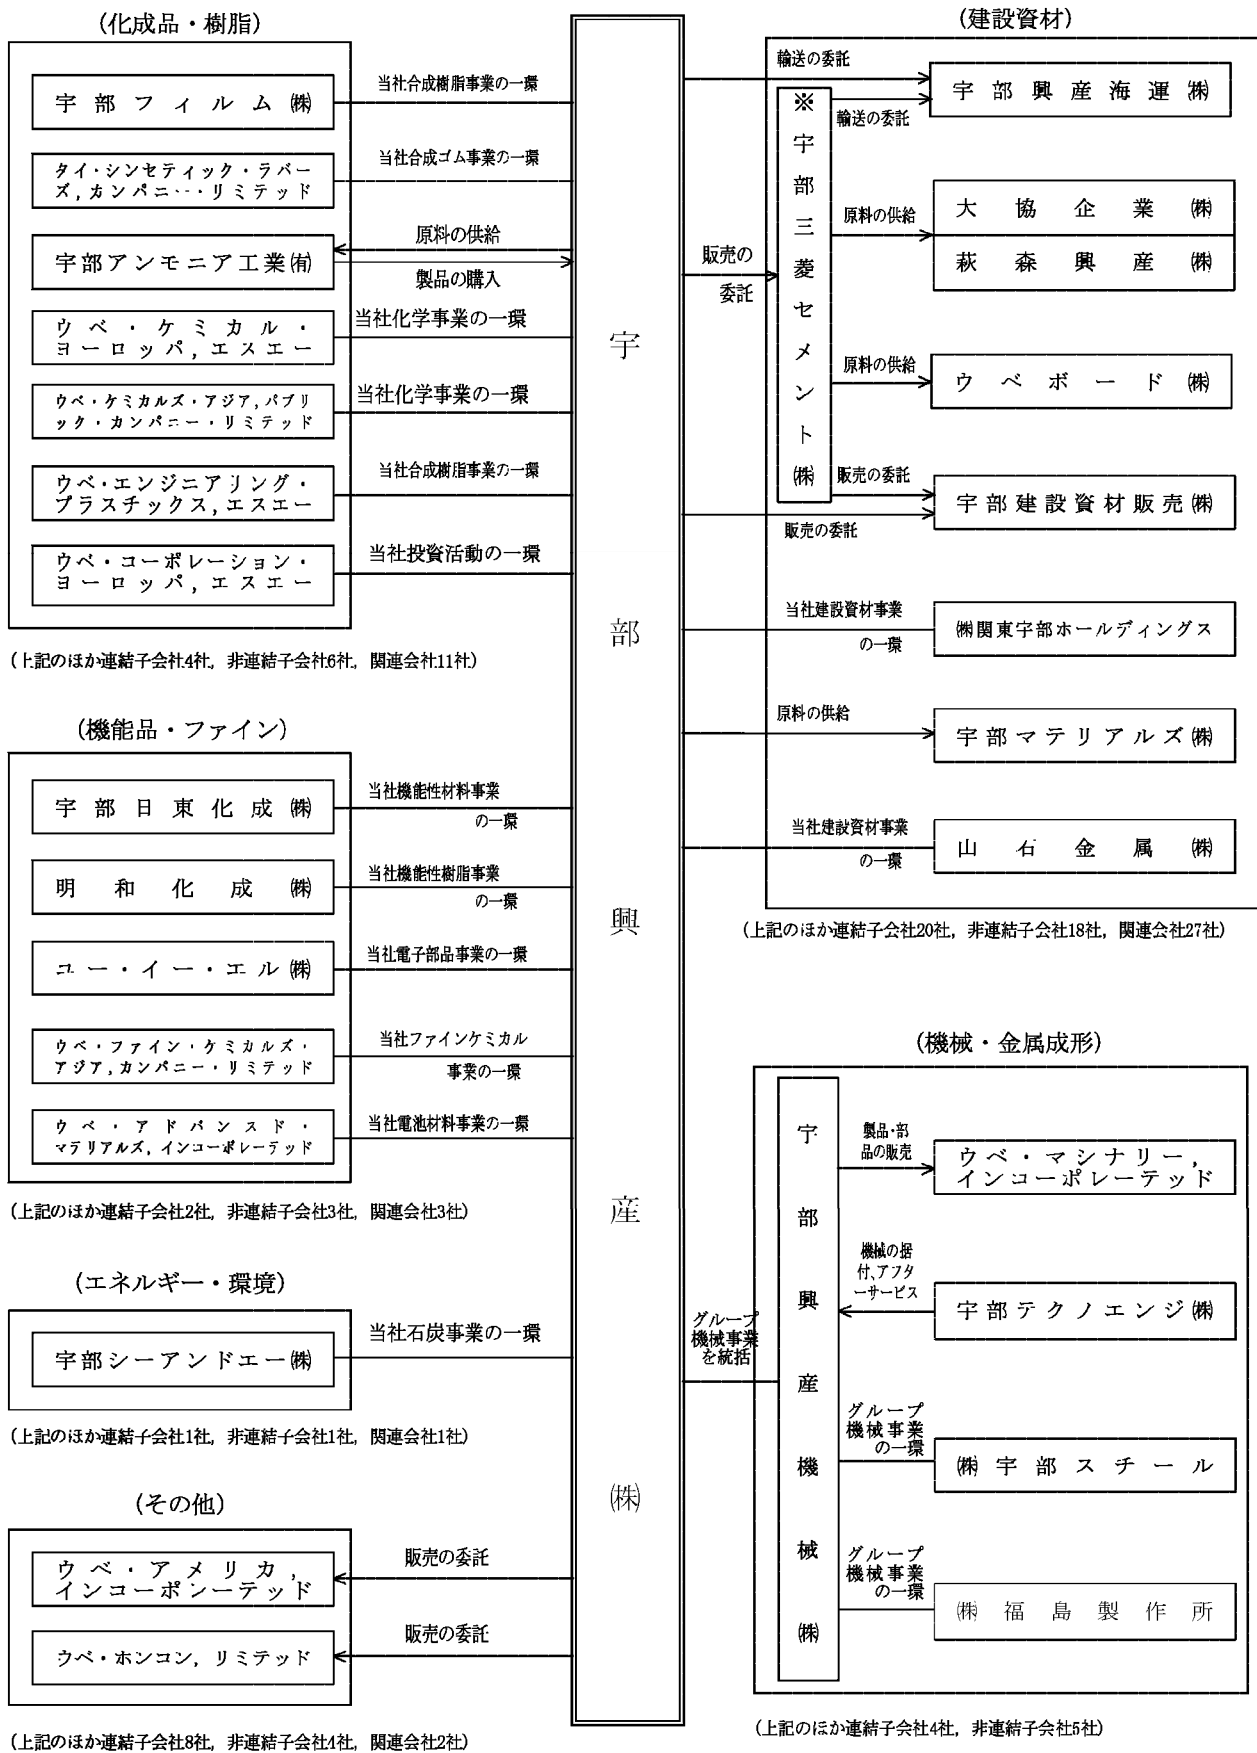 (化成品・樹脂)
宇部フィルム㈱
当社合成樹脂事業の一環
タイ・シンセティック・ラバー
ズ,カンパニー・リミテッド
当社合成ゴム事業の一環
宇部アンモニア工業㈲
原料の供給
製品の購入
ウベ・ケミカル・
ヨーロッパ,エスエー
当社化学事業の一環
ウベ・ケミカルズ・アジア,パブリ
ック・カンパニー・リミテッド
当社化学事業の一環
ウベ・エンジニアリング・
プラスチックス,エスエー
当社合成樹脂事業の一環
ウベ・コーポレーション・
ヨーロッパ,エスエー
当社投資活動の一環
(上記のほか連結子会社4社, 非連結子会社6社, 関連会社11社)
(機能品・ファイン)
宇部日東化成㈱
当社機能性材料事業
の一環
明和化成㈱
当社機能性樹脂事業
の一環
ユー・イー・エル㈱
当社電子部品事業の一環
ウベ・ファイン・ケミカルズ・
アジア,カンパニー・リミテッド
当社ファインケミカル
事業の一環
ウベ・アドバンスド・
マテリアルズ,インコーポレーテッド
当社電池材料事業の一環
(上記のほか連結子会社2社, 非連結子会社3社, 関連会社3社)
(エネルギー・環境)
宇部シーアンドエー㈱
当社石炭事業の一環
(上記のほか連結子会社1社, 非連結子会社1社, 関連会社1社)
(その他)
ウベ・アメリカ,
インコーポレーテッド
販売の委託
ウベ・ホンコン, リミテッド
販売の委託
(上記のほか連結子会社8社, 非連結子会社4社, 関連会社2社)
宇部興産㈱
(建設資材)
輸送の委託
宇部興産海運㈱
※宇部三菱セメント㈱
輸送の委託
販売の
委託
原料の供給
大協企業㈱
萩森興産㈱
原料の供給
ウベボード㈱
販売の委託
宇部建設資材販売㈱
販売の委託
当社建設資材事業
の一環
㈱関東宇部ホールディングス
原料の供給
宇部マテリアルズ㈱
当社建設資材事業
の一環
山石金属㈱
(上記のほか連結子会社20社, 非連結子会社18社, 関連会社27社)
(機械・金属成形)
グループ
機械事業
を統括
宇部興産機械㈱
製品・部
品の販売
ウベ・マシナリー,
インコーポレーテッド
機械の据
付、アフタ
ーサービス
宇部テクノエンジ㈱
グループ
機械事業
の一環
㈱宇部スチール
グループ
機械事業
の一環
㈱福島製作所
(上記のほか連結子会社4社, 非連結子会社5社)